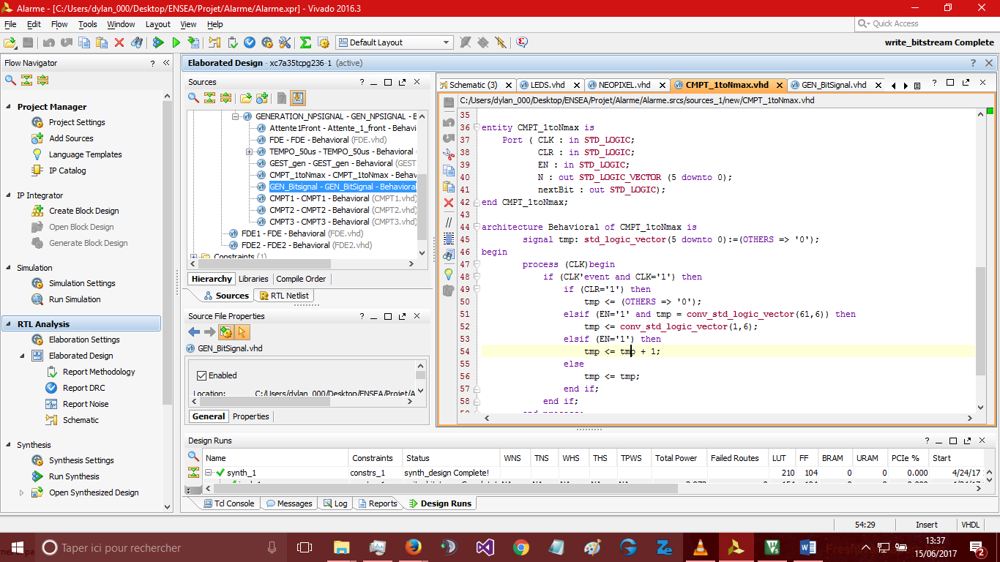 Alarme - [C:/Users/dylan_000/Desktop/ENSEA/Projet/Alarme/Alarme.xpr] - Vivado 2016.3
File Edit Flow Tools Window Layout View Help
Quick Access
Default Layout
write_bitstream Complete
Flow Navigator
Project Manager
Project Settings
Add Sources
Language Templates
IP Catalog
IP Integrator
Create Block Design
Open Block Design
Generate Block Design
Simulation
Simulation Settings
Run Simulation
RTL Analysis
Elaboration Settings
Elaborated Design
Report Methodology
Report DRC
Report Noise
Schematic
Synthesis
Synthesis Settings
Run Synthesis
Open Synthesized Design
Elaborated Design - xc7a35tcpg236-1 (active)
Sources
GENERATION_NPSIGNAL - GEN_NPSIGNAL - B
Attente1Front - Attente_1_front - Behavi
FDE - FDE - Behavioral (FDE.vhd)
TEMPO_50us - TEMPO_50us - Behavioral
GEST_gen - GEST_gen - Behavioral (GEST
CMPT_1toNmax - CMPT_1toNmax - Behav
GEN_Bitsignal - GEN_BitSignal - Behavioral
CMPT1 - CMPT1 - Behavioral (CMPT1.vhd)
CMPT2 - CMPT2 - Behavioral (CMPT2.vhd)
CMPT3 - CMPT3 - Behavioral (CMPT3.vhd)
FDE1 - FDE - Behavioral (FDE.vhd)
FDE2 - FDE2 - Behavioral (FDE2.vhd)
Constraints (1)
Hierarchy Libraries Compile Order
Sources RTL Netlist
Source File Properties
GEN_BitSignal.vhd
Enabled
Location: C:/Users/dylan_000/Desktop/ENSEA/Projet/A
General Properties
Schematic (3) LEDS.vhd NEOPIXEL.vhd CMPT_1toNmax.vhd GEN_BitSignal.vhd
C:/Users/dylan_000/Desktop/ENSEA/Projet/Alarme/Alarme.srcs/sources_1/new/CMPT_1toNmax.vhd
35
36 entity CMPT_1toNmax is
37 Port ( CLK : in STD_LOGIC;
38 CLR : in STD_LOGIC;
39 EN : in STD_LOGIC;
40 N : out STD_LOGIC_VECTOR (5 downto 0);
41 nextBit : out STD_LOGIC);
42 end CMPT_1toNmax;
43
44 architecture Behavioral of CMPT_1toNmax is
45 signal tmp: std_logic_vector(5 downto 0):=(OTHERS => '0');
46 begin
47 process (CLK)begin
48 if (CLK'event and CLK='1') then
49 if (CLR='1') then
50 tmp <= (OTHERS => '0');
51 elsif (EN='1' and tmp = conv_std_logic_vector(61,6)) then
52 tmp <= conv_std_logic_vector(1,6);
53 elsif (EN='1') then
54 tmp <= tmp + 1;
55 else
56 tmp <= tmp;
57 end if;
58 end if;
Design Runs
Name Constraints Status WNS TNS WHS THS TPWS Total Power Failed Routes LUT FF BRAM URAM PCIe % Start
synth_1 constrs_1 synth_design Complete! 210 104 0 0 0.000 4/24/17
Tcl Console Messages Log Reports Design Runs
54:29 Insert VHDL
Taper ici pour rechercher
13:37
15/06/2017
2